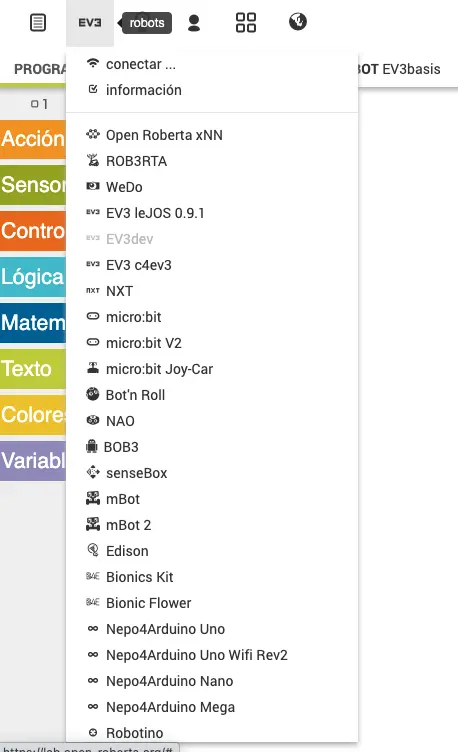 EV3
robots
PROGRA
BOT EV3basis
conectar ...
información
1
Acción
Sensor
Contro
Lógica
Matem
Texto
Colores
Variabl
Open Roberta xNN
ROB3RTA
WeDo
EV3 EV3 leJOS 0.9.1
EV3 EV3dev
EV3 EV3 c4ev3
NXT NXT
micro:bit
micro:bit V2
micro:bit Joy-Car
Bot'n Roll
NAO
BOB3
senseBox
mBot
mBot 2
Edison
BAE Bionics Kit
BAE Bionic Flower
Nepo4Arduino Uno
Nepo4Arduino Uno Wifi Rev2
Nepo4Arduino Nano
Nepo4Arduino Mega
Robotino
https://lab.open-roberta.org/#